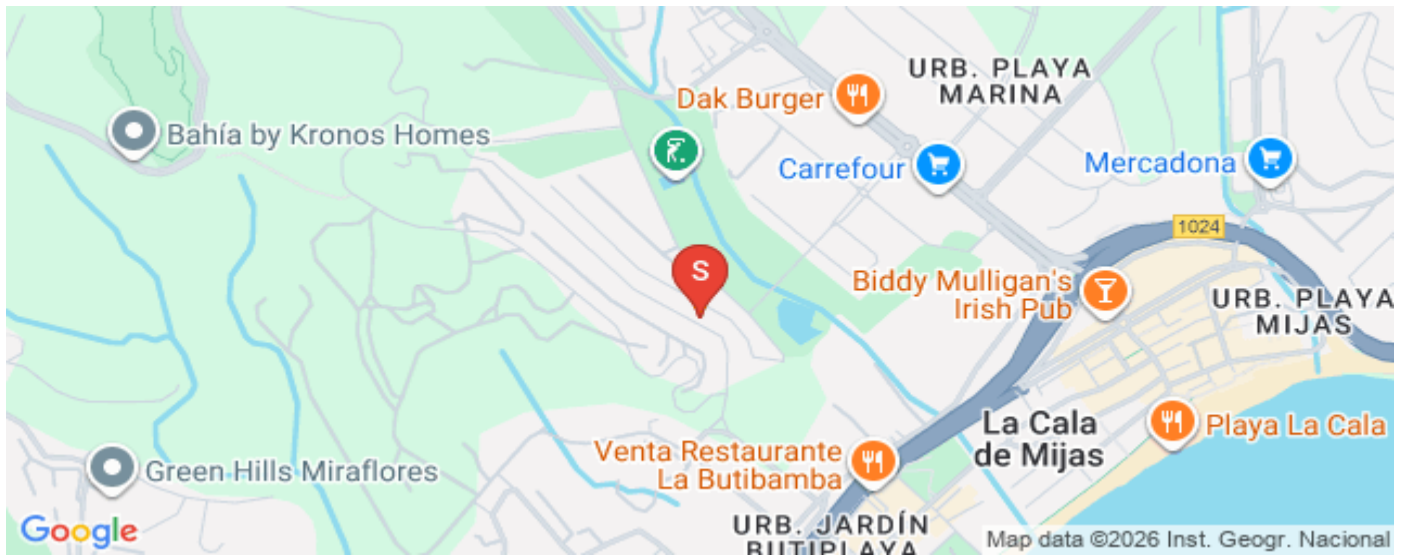 URB. PLAYA
MARINA
Dak Burger
Bahía by Kronos Homes
Carrefour
Mercadona
1024
S
Biddy Mulligan's
Irish Pub
URB. PLAYA
MIJAS
La Cala
de Mijas
Playa La Cala
Venta Restaurante
La Butibamba
Green Hills Miraflores
URB. JARDÍN
BUTIPLAYA
Google
Map data ©2026 Inst. Geogr. Nacional